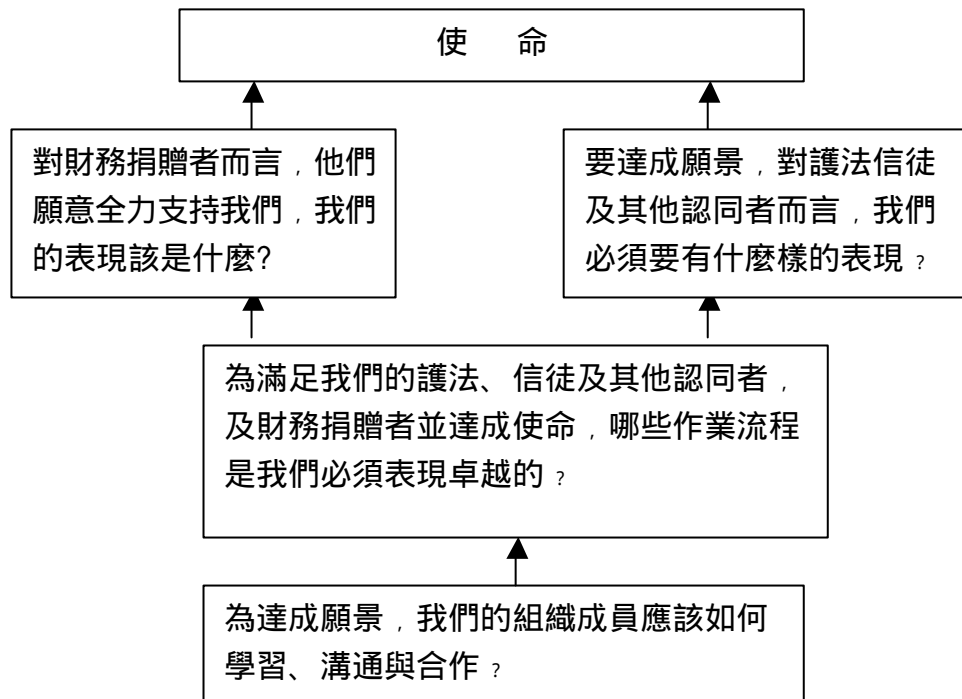 使 命
對財務捐贈者而言，他們
願意全力支持我們，我們
的表現該是什麼?
要達成願景，對護法信徒
及其他認同者而言，我們
必須要有什麼樣的表現？
為滿足我們的護法、信徒及其他認同者，
及財務捐贈者並達成使命，哪些作業流程
是我們必須表現卓越的？
為達成願景，我們的組織成員應該如何
學習、溝通與合作？